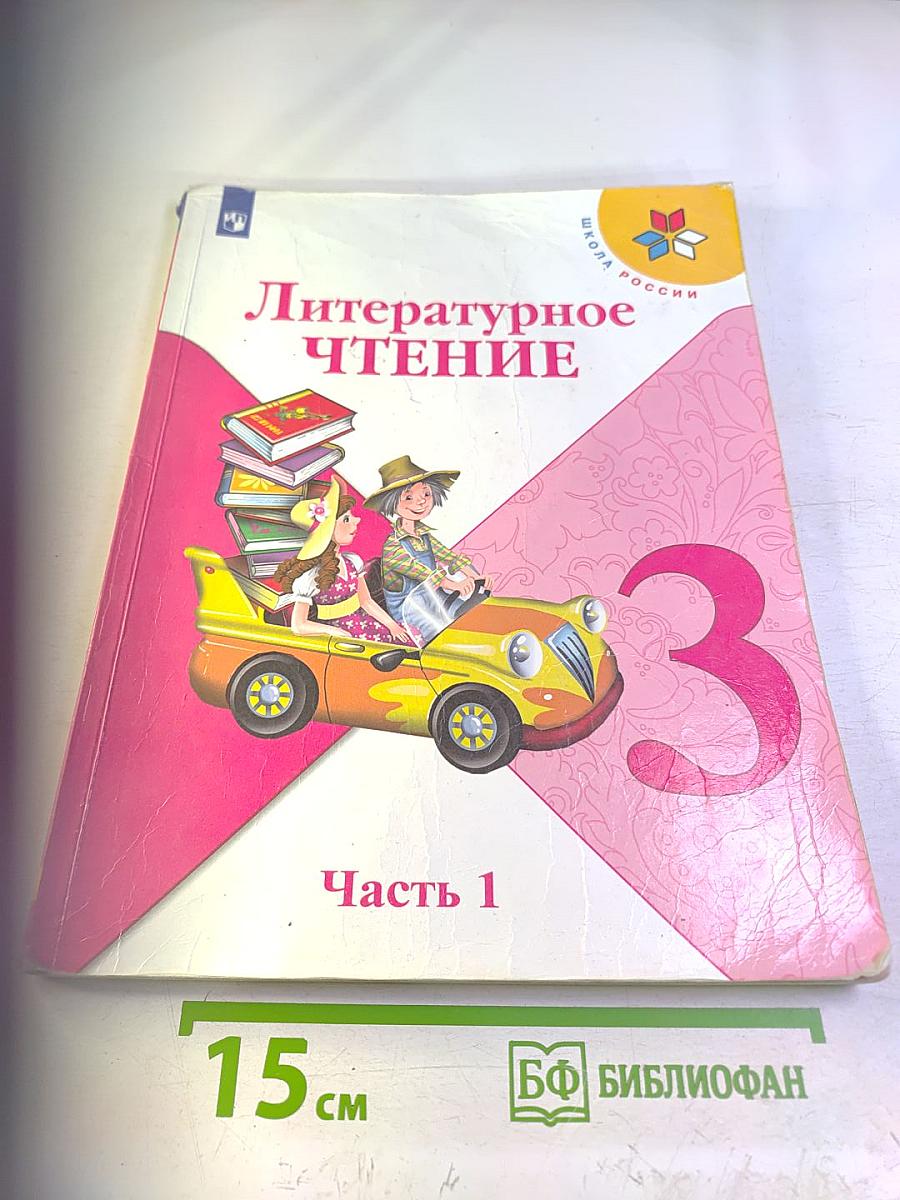 ШКОЛА РОССИИ
Литературное
ЧТЕНИЕ
3
Часть 1
15 см
БФ БИБЛИОФАН